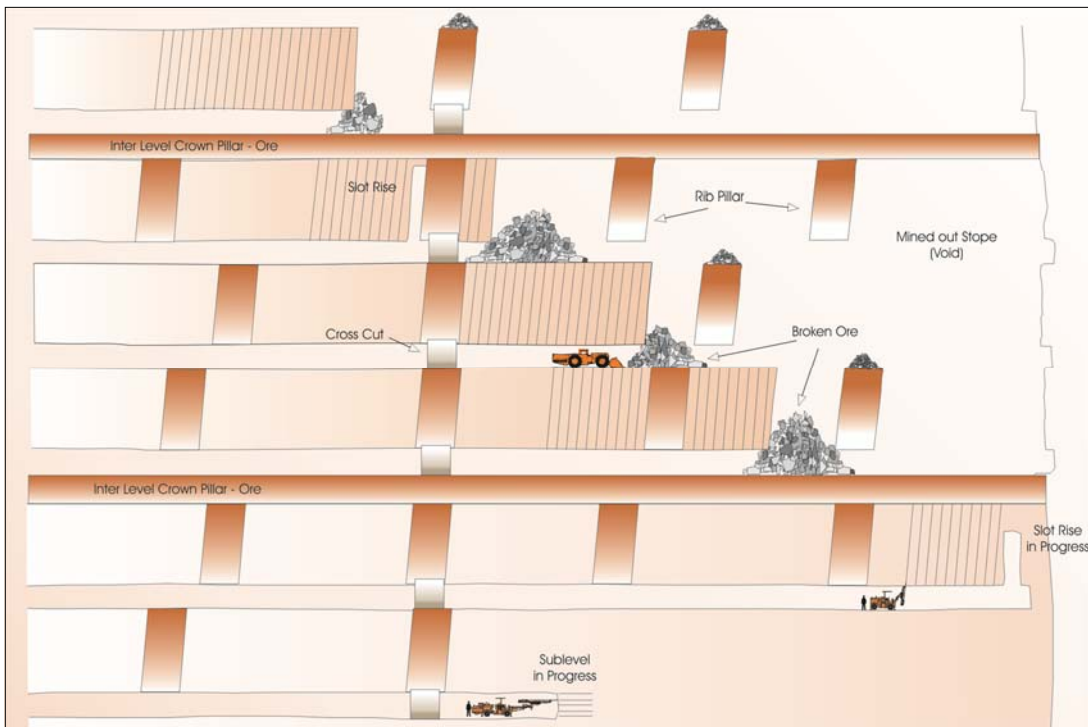 Inter Level Crown Pillar - Ore
Slot Rise
Rib Pillar
Mined out Stope
(Void)
Cross Cut
Broken Ore
Inter Level Crown Pillar - Ore
Slot Rise
in Progress
Sublevel
in Progress